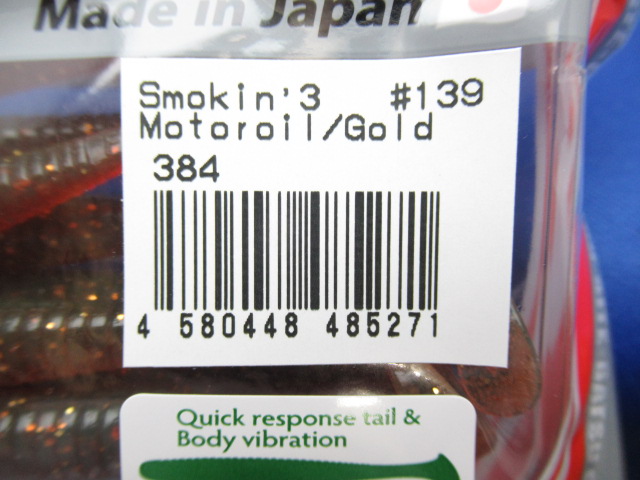 Made in Japan
Smokin'3 #139
Motoroil/Gold
384
4 580448 485271
Quick response tail &
Body vibration